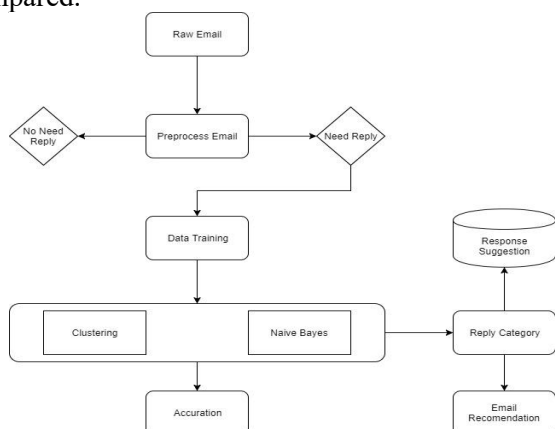 mpared.
Raw Email
No Need
Reply
Preprocess Email
Need Reply
Data Training
Response
Suggestion
Clustering
Naive Bayes
Reply Category
Accuration
Email
Recomendation